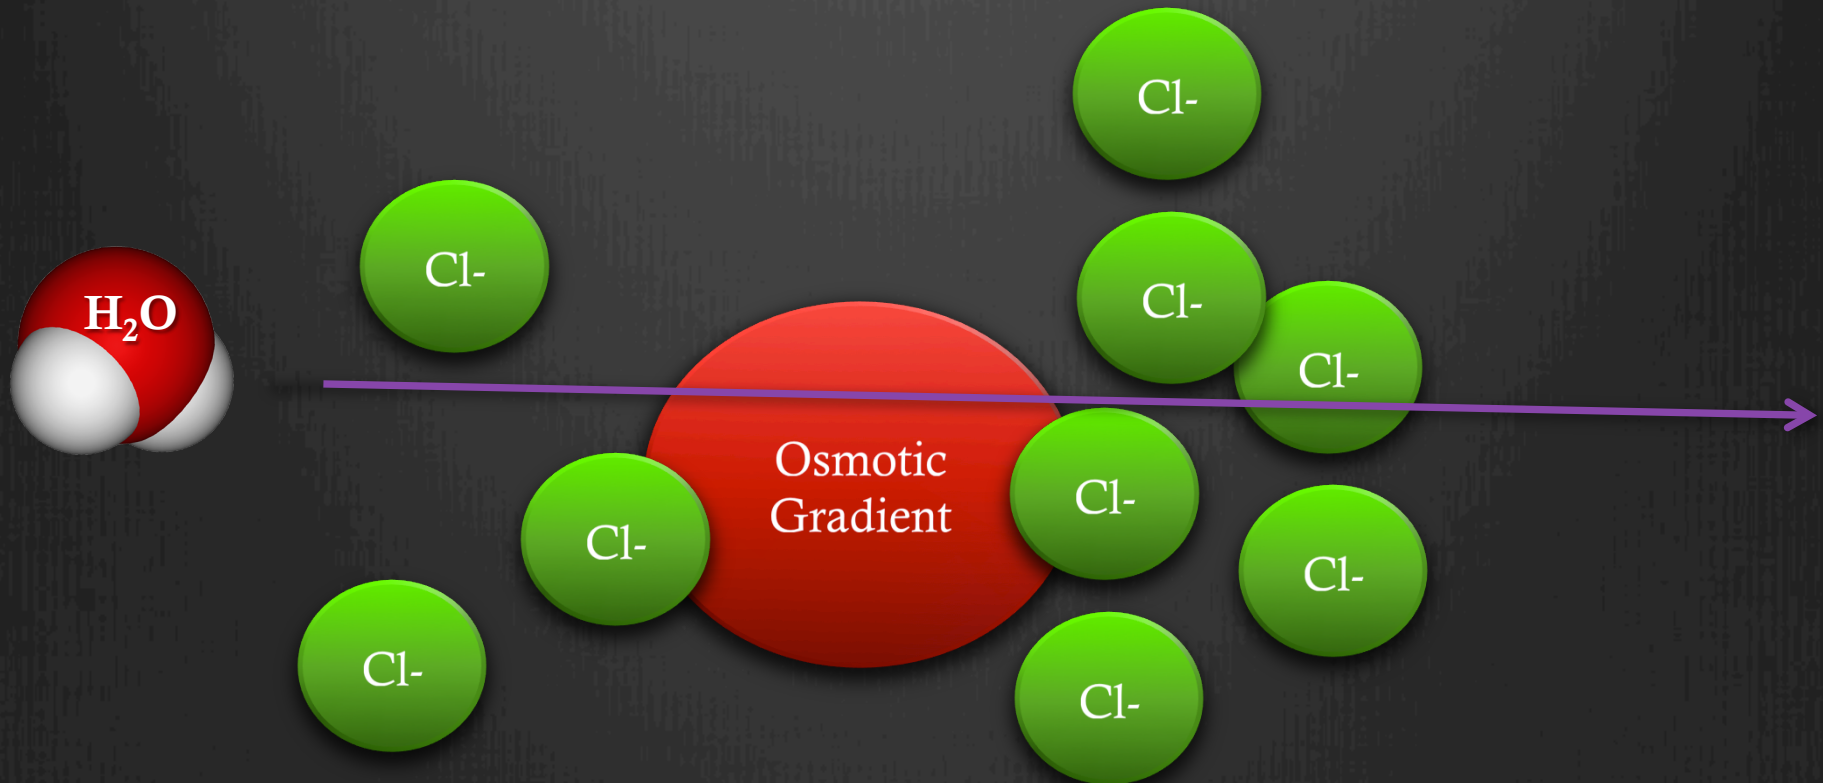 Cl-
Cl-
H₂O
Cl-
Cl-
Osmotic
Gradient
Cl-
Cl-
Cl-
Cl-
Cl-